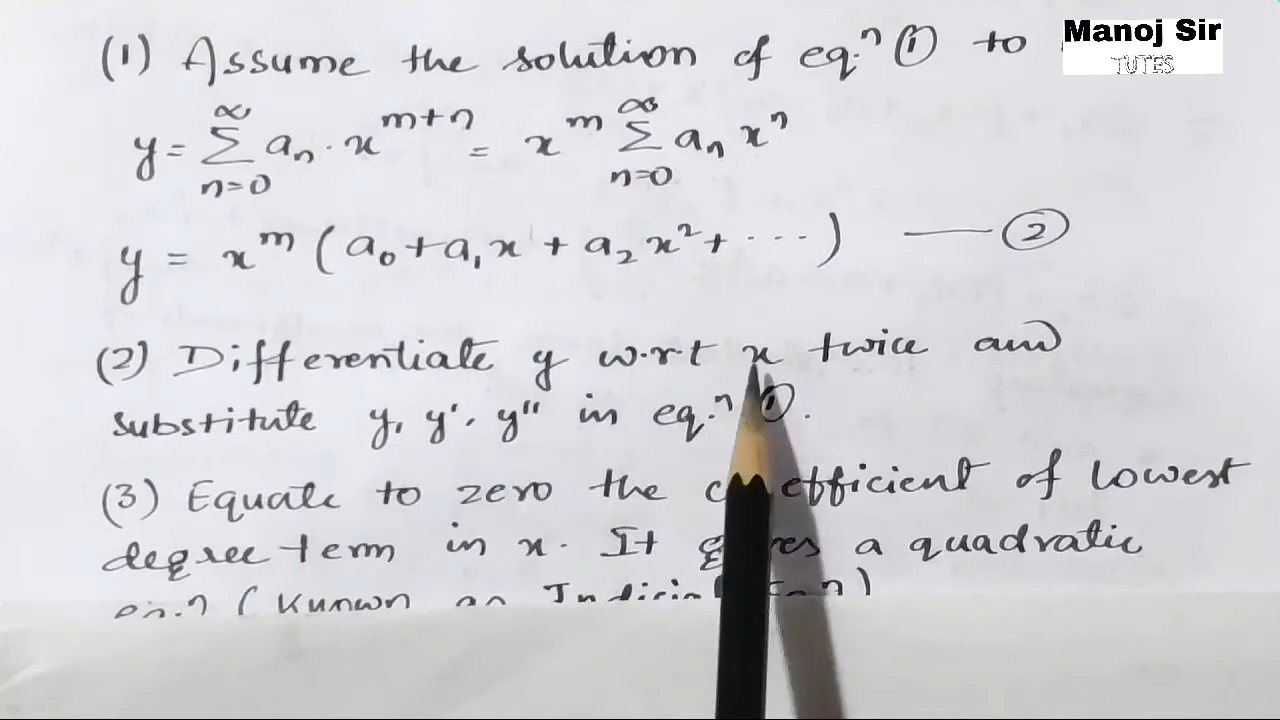 Manoj Sir
TUTES
(1) Assume the solution of eq.ⁿ ① to
y = ∑_{n=0}^{∞} aₙ · x^{m+n} = x^m ∑_{n=0}^{∞} aₙ xⁿ
y = x^m (a₀ + a₁x + a₂x² + ...) — ②
(2) Differentiate y w.r.t x twice and
substitute y, y', y'' in eq.ⁿ ①.
(3) Equate to zero the coefficient of lowest
degree term in x. It gives a quadratic